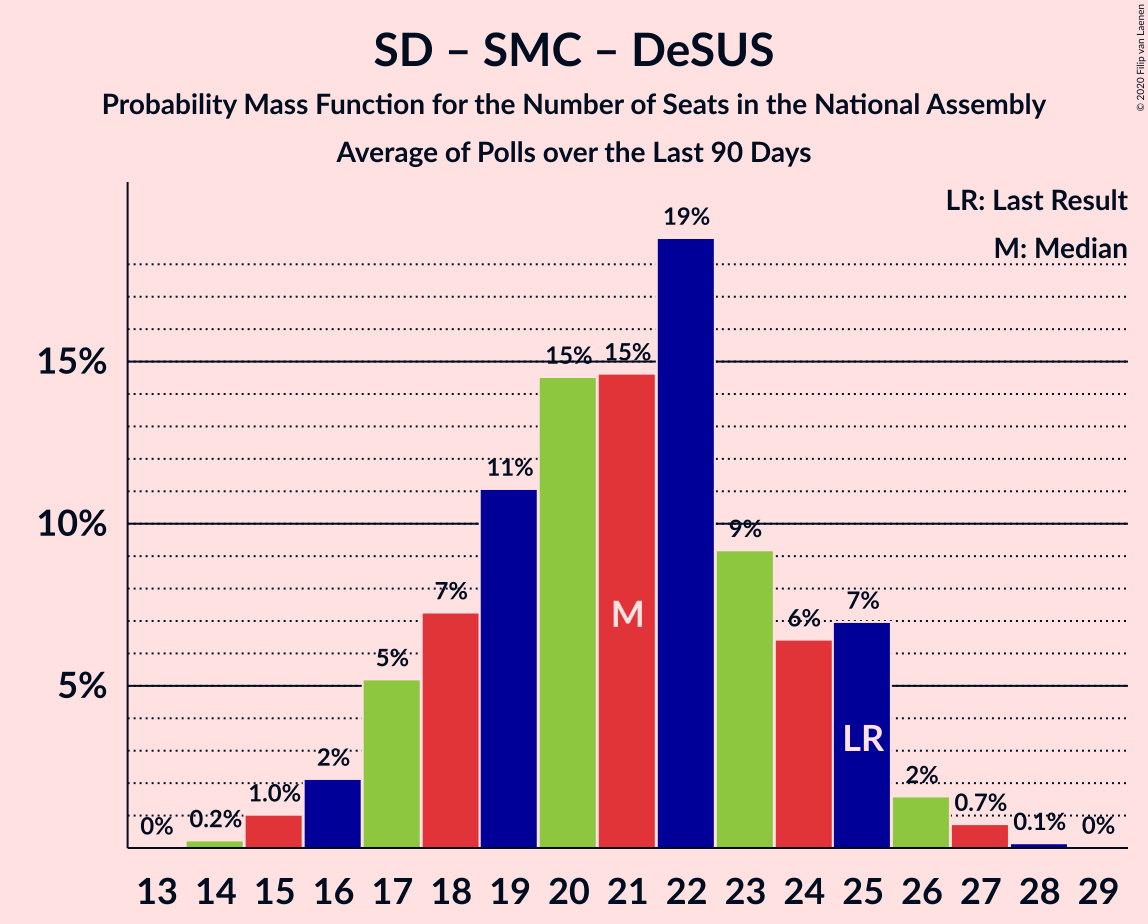 SD – SMC – DeSUS
Probability Mass Function for the Number of Seats in the National Assembly
Average of Polls over the Last 90 Days
© 2020 Filip van Laenen
LR: Last Result
M: Median
15%
10%
5%
0%
0.2%
1.0%
2%
5%
7%
11%
15%
15%
19%
9%
6%
7%
2%
0.7%
0.1%
0%
M
LR
13 14 15 16 17 18 19 20 21 22 23 24 25 26 27 28 29